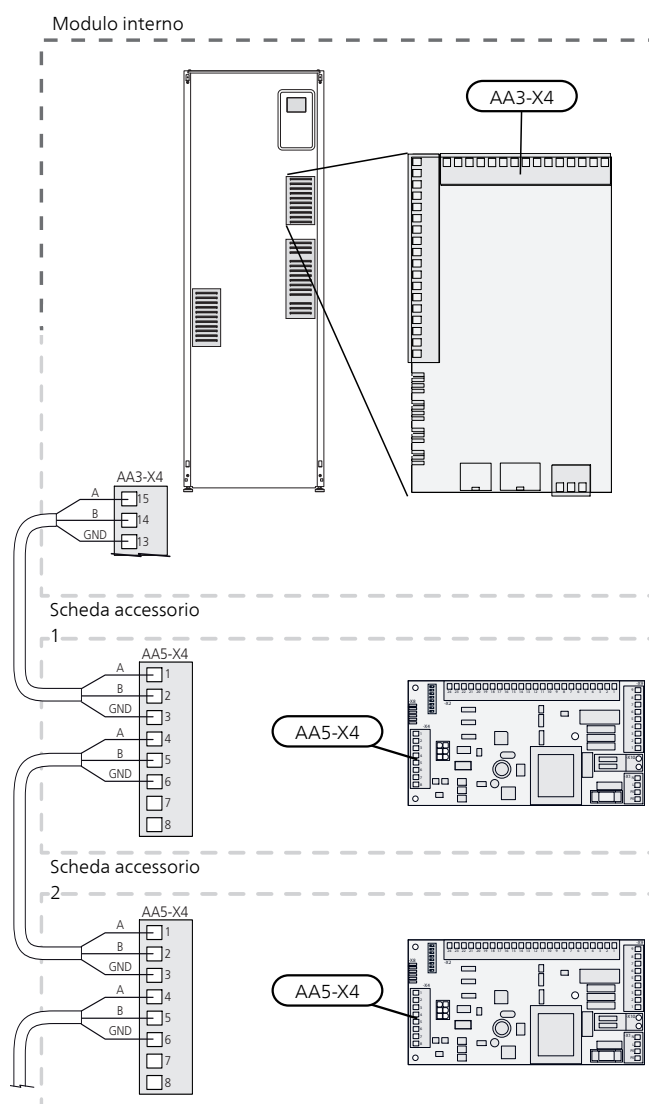 Modulo interno
AA3-X4
AA3-X4
A
15
B
14
GND
13
Scheda accessorio
1
AA5-X4
A
1
B
2
GND
3
A
4
B
5
GND
6
7
8
AA5-X4
Scheda accessorio
2
AA5-X4
A
1
B
2
GND
3
A
4
B
5
GND
6
7
8
AA5-X4